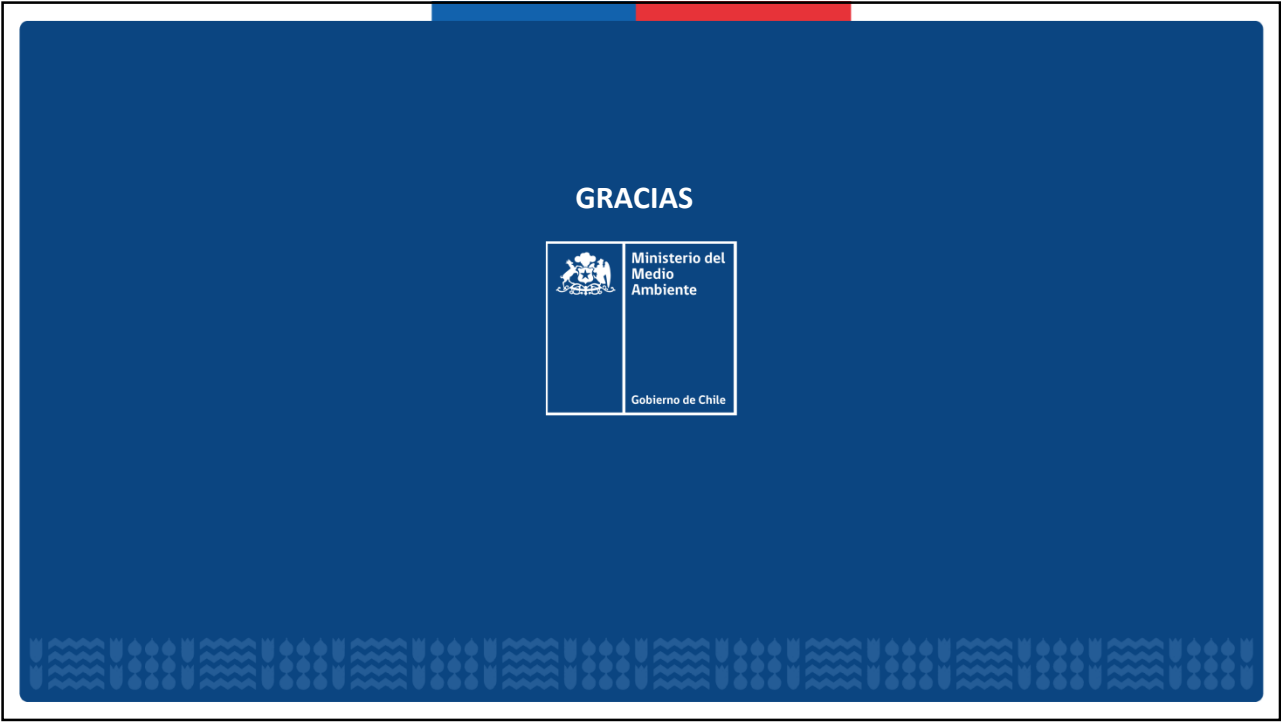 GRACIAS
Ministerio del
Medio
Ambiente
Gobierno de Chile